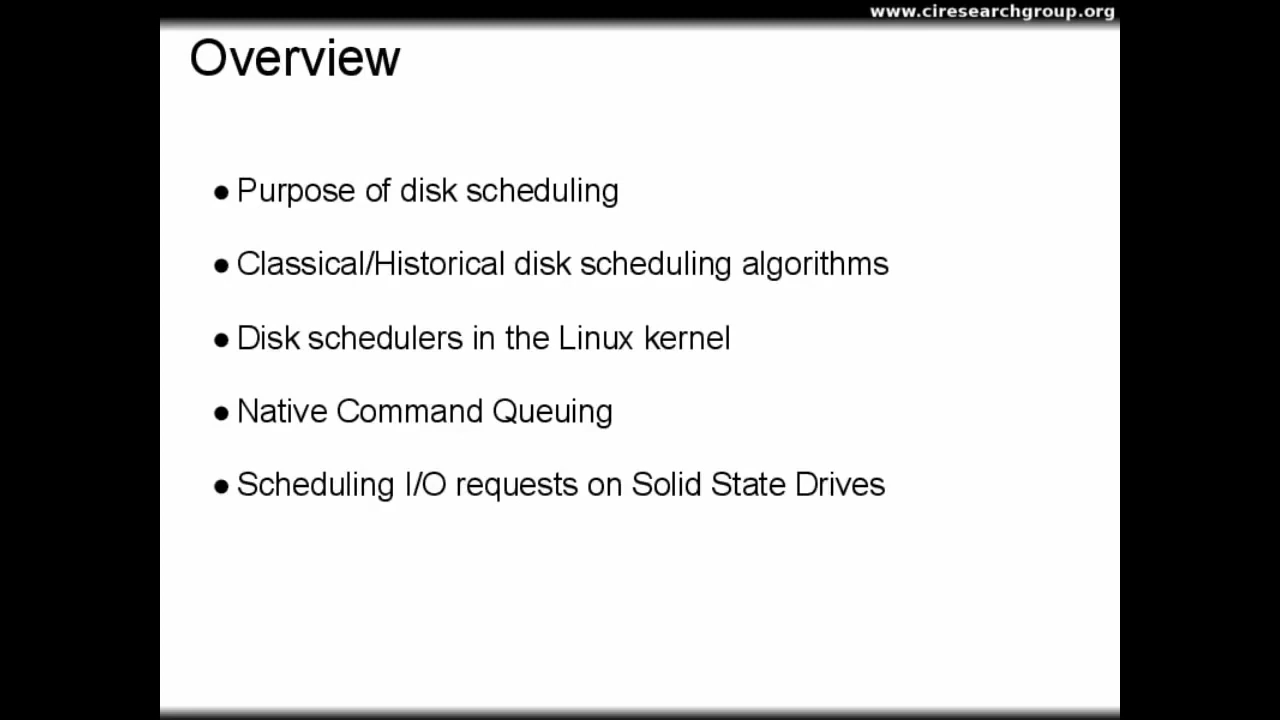 www.ciresearchgroup.org
Overview
● Purpose of disk scheduling
● Classical/Historical disk scheduling algorithms
● Disk schedulers in the Linux kernel
● Native Command Queuing
● Scheduling I/O requests on Solid State Drives